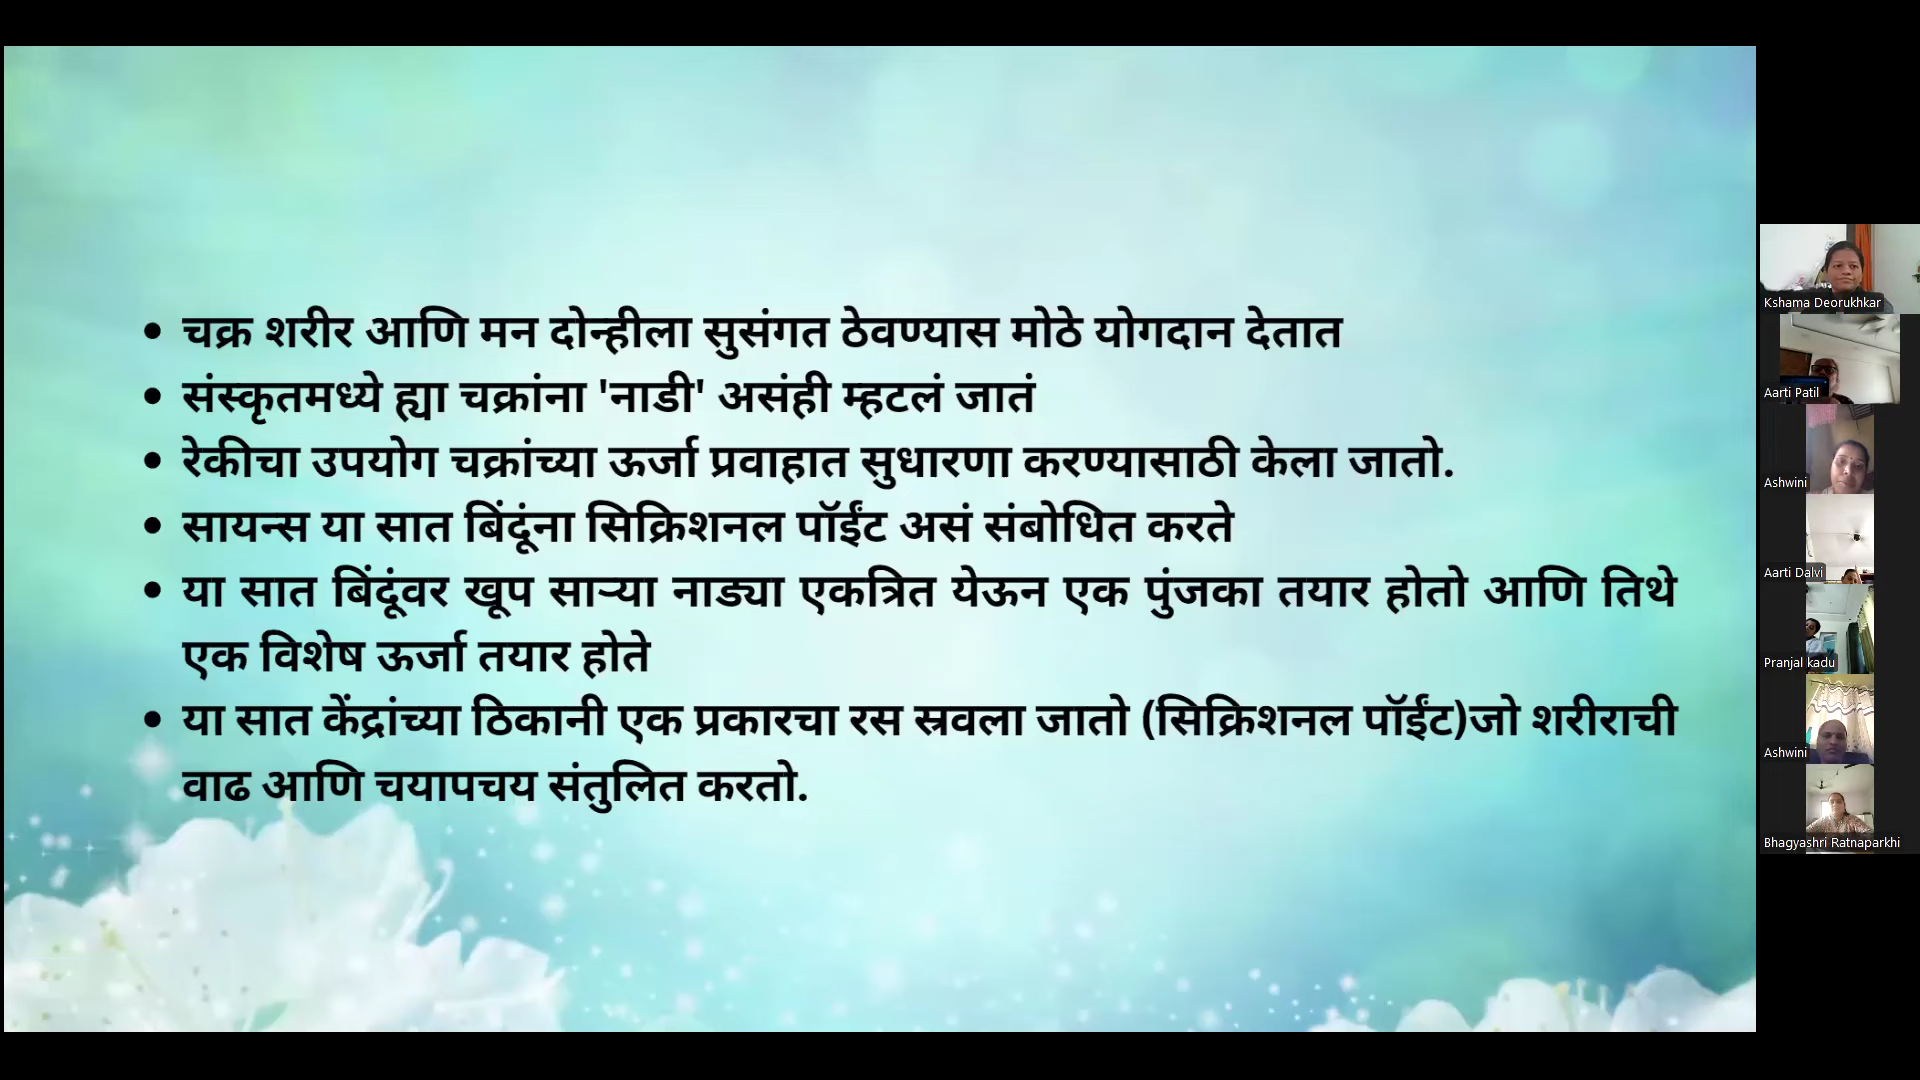 • चक्र शरीर आणि मन दोन्हीला सुसंगत ठेवण्यास मोठे योगदान देतात
• संस्कृतमध्ये ह्या चक्रांना 'नाडी' असंही म्हटलं जातं
• रेकीचा उपयोग चक्रांच्या ऊर्जा प्रवाहात सुधारणा करण्यासाठी केला जातो.
• सायन्स या सात बिंदूंना सिक्रिशनल पॉईंट असं संबोधित करते
• या सात बिंदूंवर खूप साऱ्या नाड्या एकत्रित येऊन एक पुंजका तयार होतो आणि तिथे
एक विशेष ऊर्जा तयार होते
• या सात केंद्रांच्या ठिकानी एक प्रकारचा रस स्रवला जातो (सिक्रिशनल पॉईंट)जो शरीराची
वाढ आणि चयापचय संतुलित करतो.
Kshama Deorukhkar
Aarti Patil
Ashwini
Aarti Dalvi
Pranjal kadu
Ashwini
Bhagyashri Ratnaparkhi